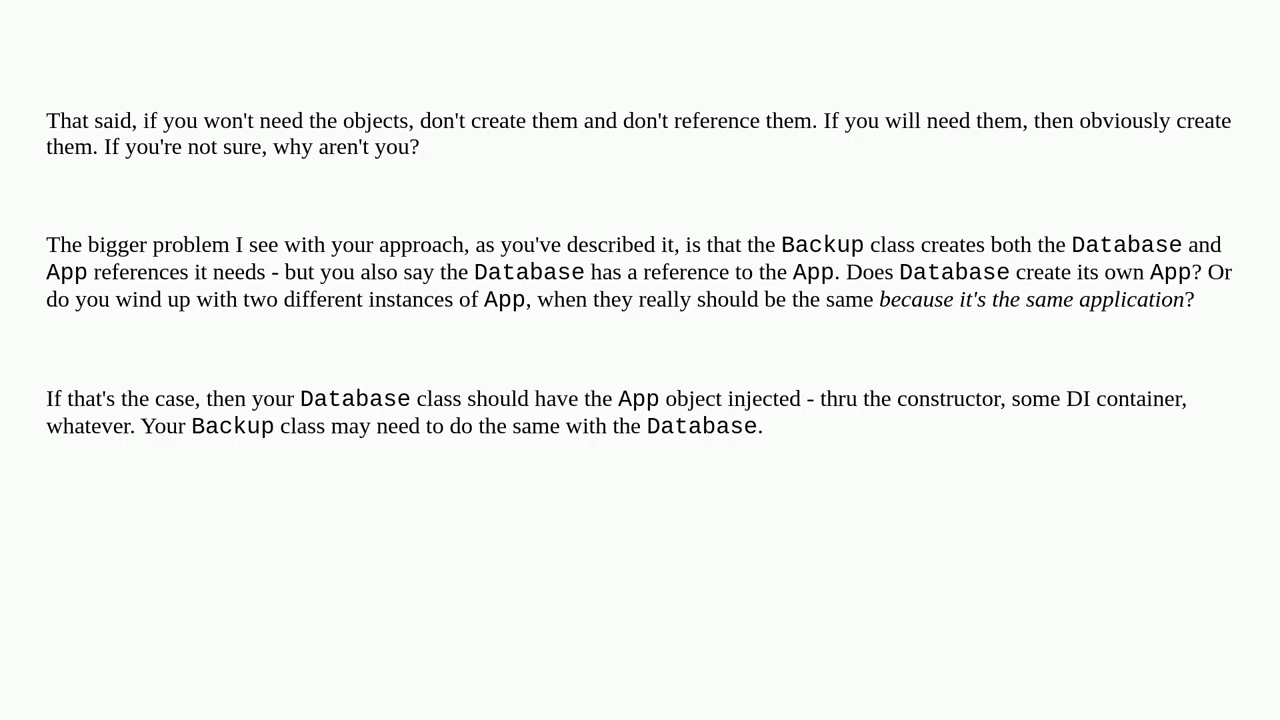 That said, if you won't need the objects, don't create them and don't reference them. If you will need them, then obviously create
them. If you're not sure, why aren't you?
The bigger problem I see with your approach, as you've described it, is that the Backup class creates both the Database and
App references it needs - but you also say the Database has a reference to the App. Does Database create its own App? Or
do you wind up with two different instances of App, when they really should be the same because it's the same application?
If that's the case, then your Database class should have the App object injected - thru the constructor, some DI container,
whatever. Your Backup class may need to do the same with the Database.